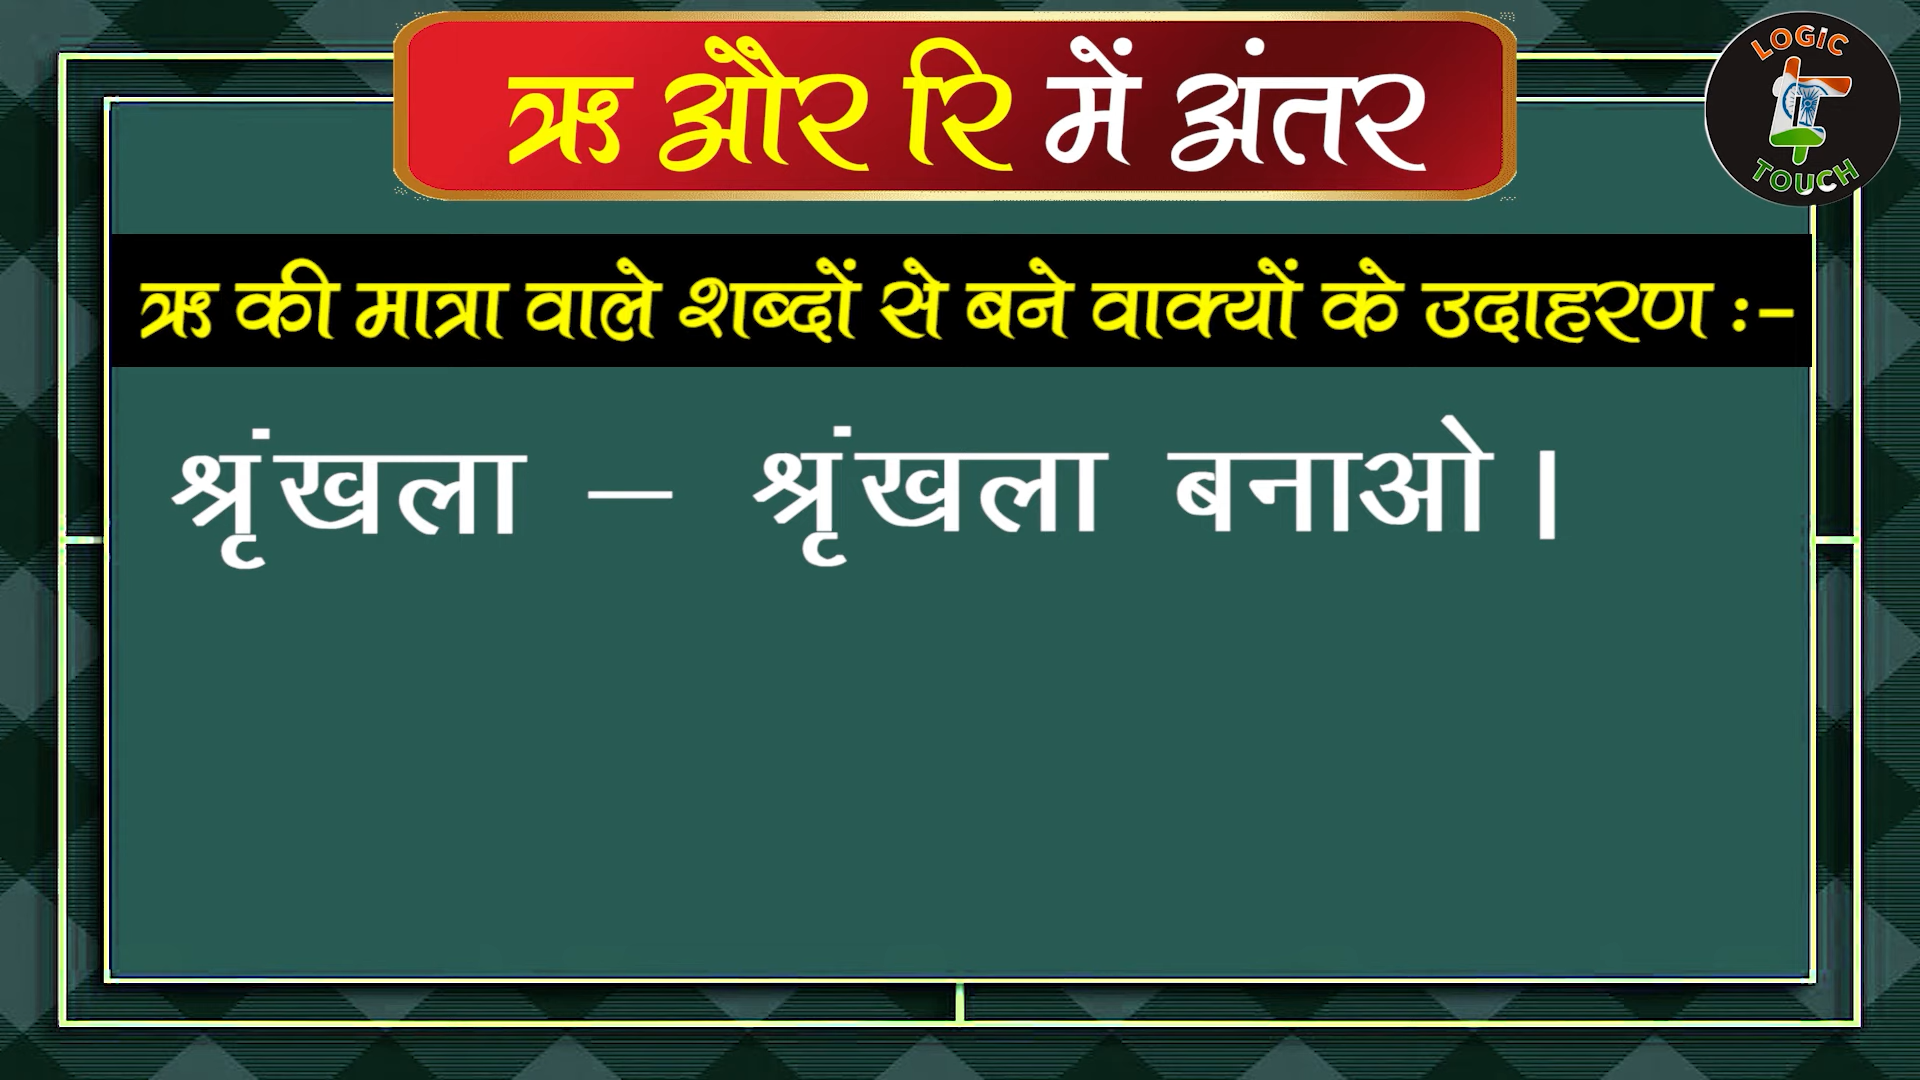 ऋ और रि में अंतर
LOGIC
TOUCH
ऋ की मात्रा वाले शब्दों से बने वाक्यों के उदाहरण :-
श्रृंखला – श्रृंखला बनाओ ।